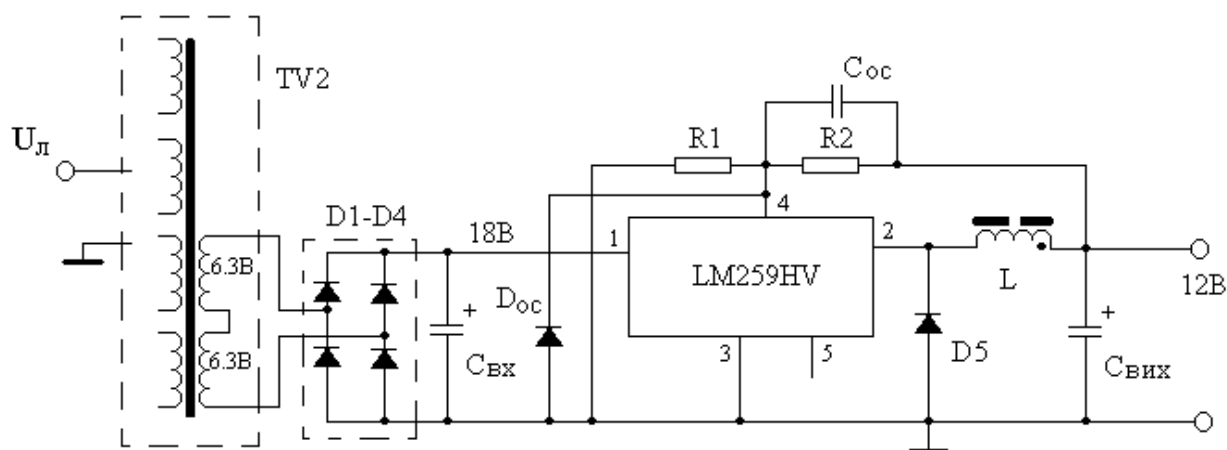 TV2
Uл
6.3В
6.3В
D1-D4
18В
Cвх
Dос
R1
R2
Cос
1
4
2
LM259HV
3
5
D5
L
12В
Cвих
+
+